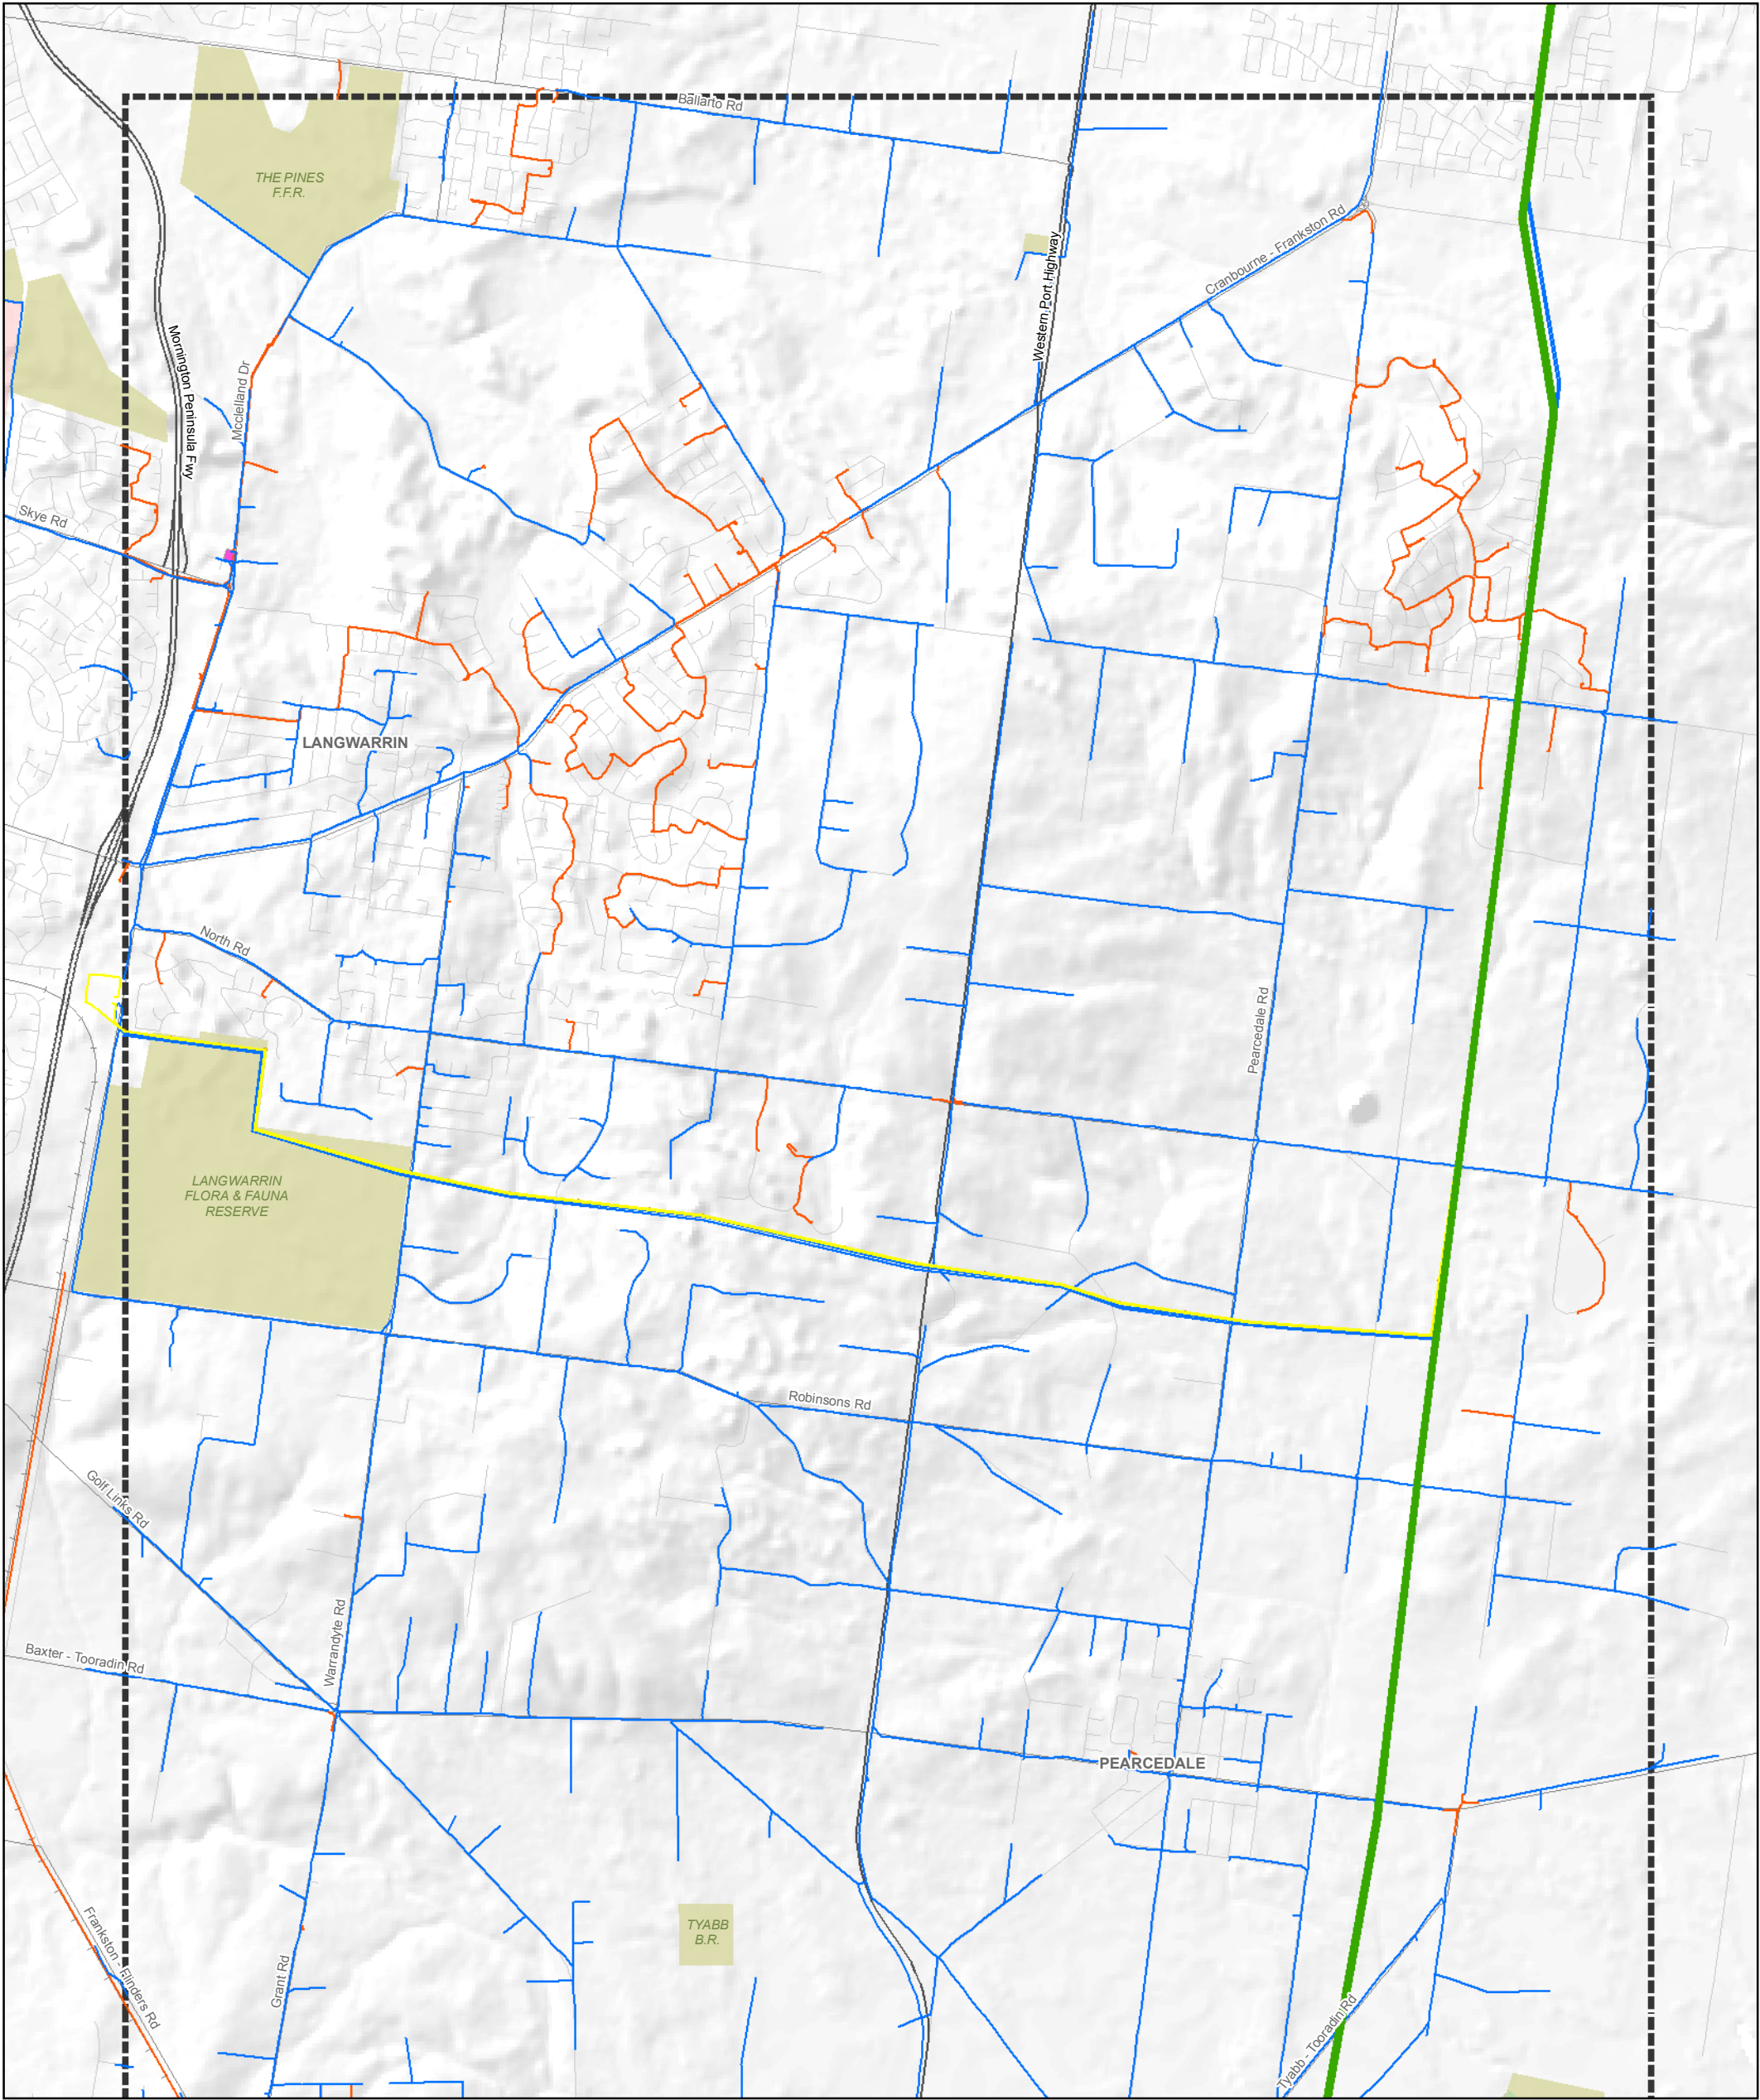 Ballarto Rd
THE PINES
F.F.R.
Cranbourne - Frankston Rd
Western Port Highway
Mornington Peninsula Fwy
Mcclelland Dr
Skye Rd
LANGWARRIN
North Rd
Pearcedale Rd
LANGWARRIN
FLORA & FAUNA
RESERVE
Robinsons Rd
Golf Links Rd
Warrandyte Rd
Baxter - Tooradin Rd
PEARCEDALE
TYABB
B.R.
Frankston - Flinders Rd
Grant Rd
Tyabb - Tooradin Rd